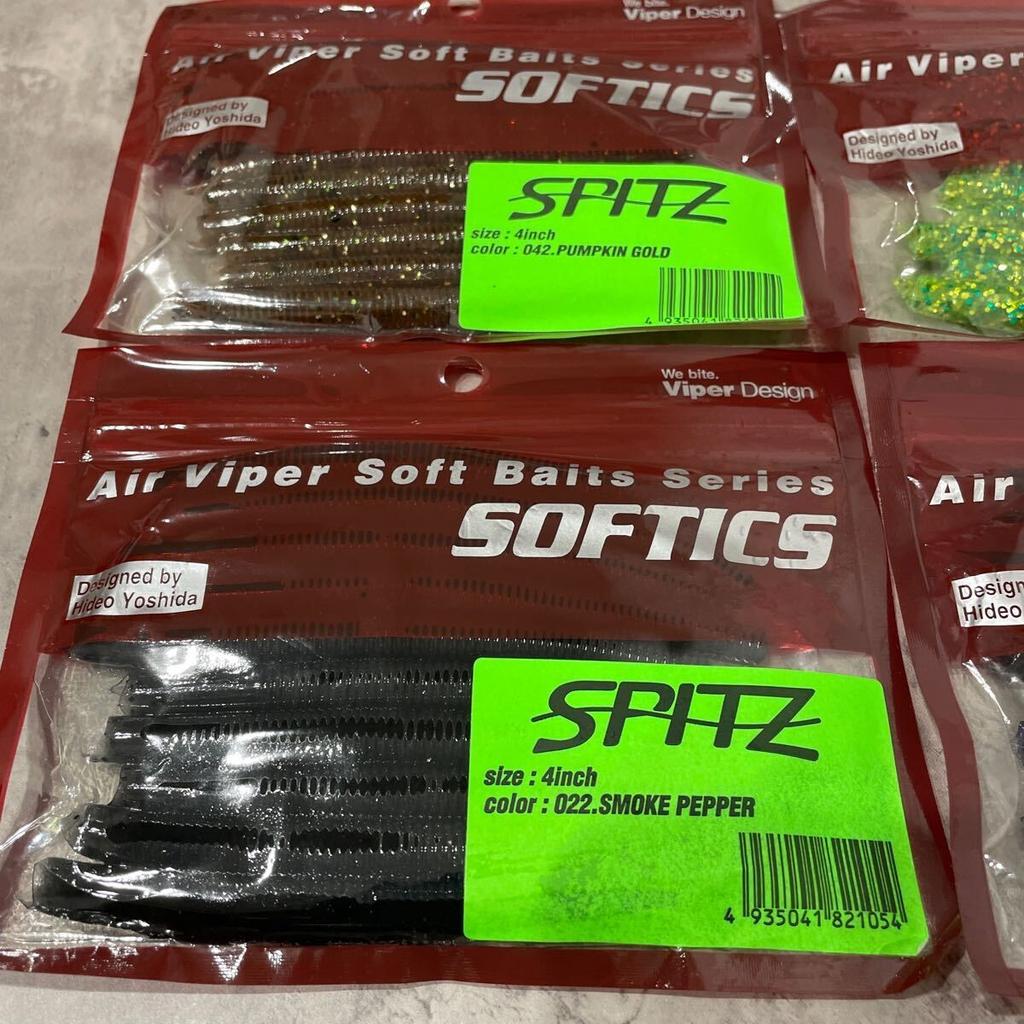 We bite.
Viper Design
Air Viper Soft Baits Series
SOFTICS
Designed by
Hideo Yoshida
SPITZ
size : 4inch
color : 042.PUMPKIN GOLD
Air Viper
Designed by
Hideo Yoshida
We bite.
Viper Design
Air Viper Soft Baits Series
SOFTICS
Designed by
Hideo Yoshida
SPITZ
size : 4inch
color : 022.SMOKE PEPPER
4 935041 821054
Air
Design
Hideo